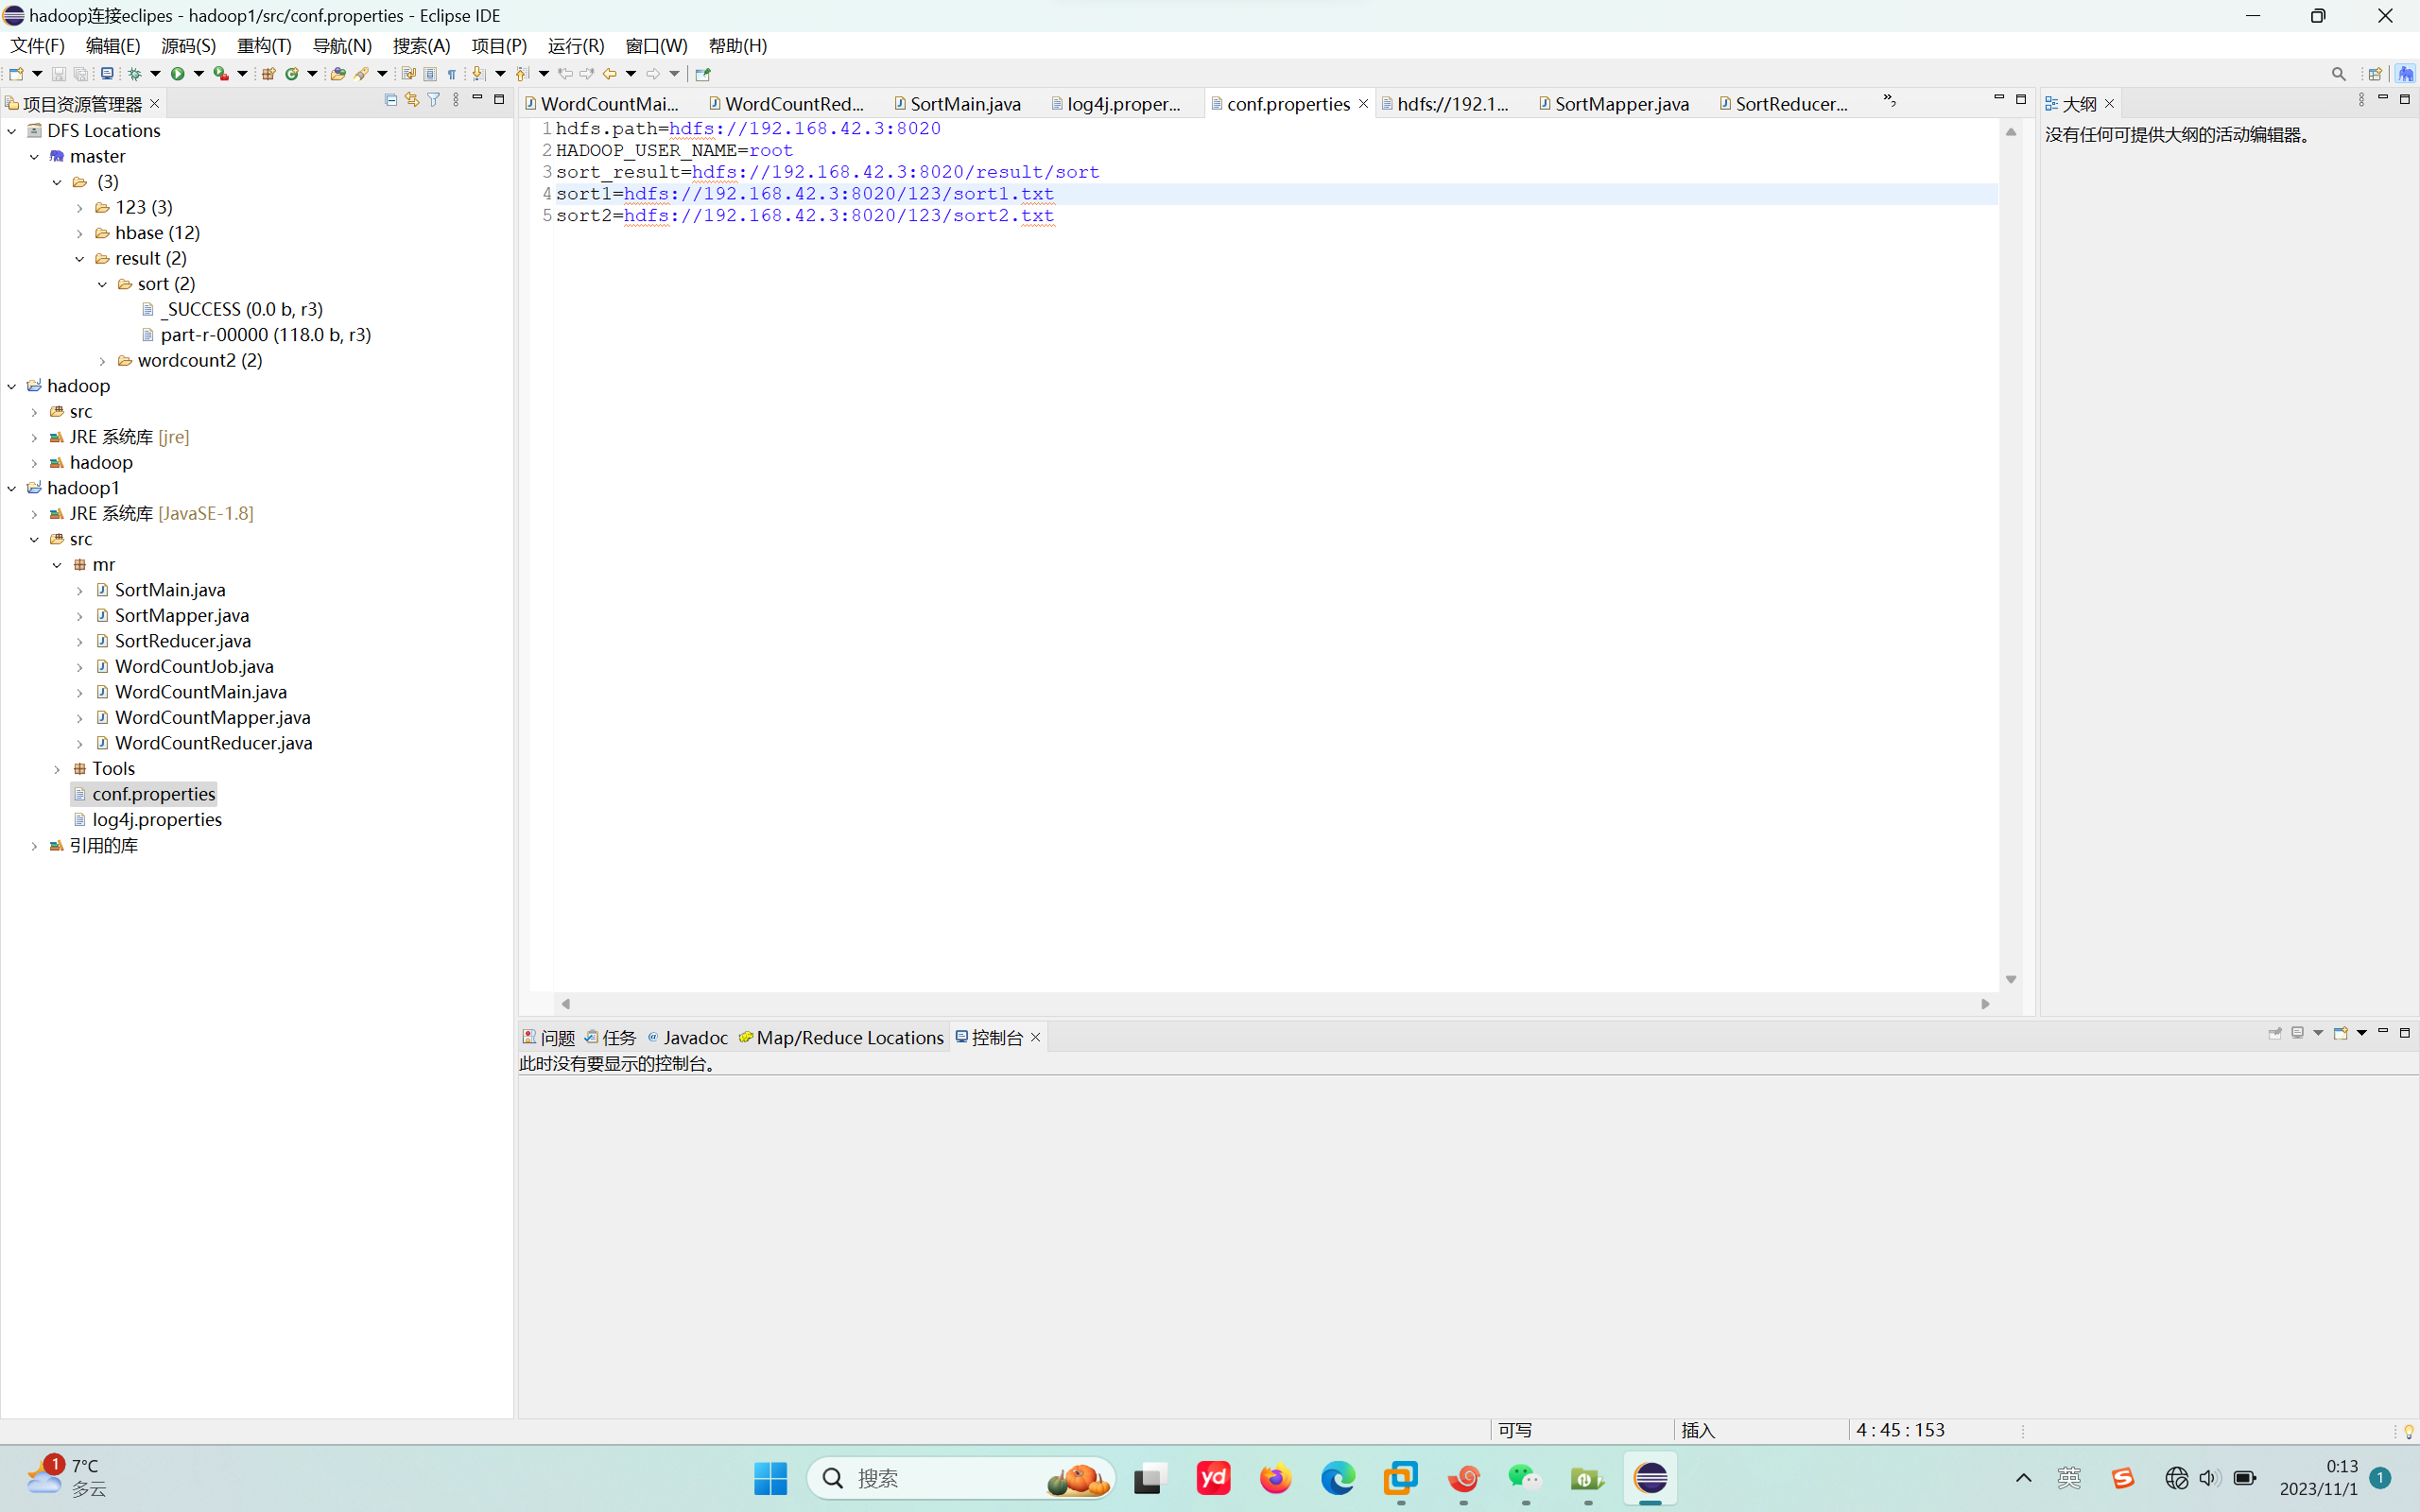 hadoop连接eclipes - hadoop1/src/conf.properties - Eclipse IDE
文件(F) 编辑(E) 源码(S) 重构(T) 导航(N) 搜索(A) 项目(P) 运行(R) 窗口(W) 帮助(H)
项目资源管理器
DFS Locations
master
(3)
123 (3)
hbase (12)
result (2)
sort (2)
_SUCCESS (0.0 b, r3)
part-r-00000 (118.0 b, r3)
wordcount2 (2)
hadoop
src
JRE 系统库 [jre]
hadoop
hadoop1
JRE 系统库 [JavaSE-1.8]
src
mr
SortMain.java
SortMapper.java
SortReducer.java
WordCountJob.java
WordCountMain.java
WordCountMapper.java
WordCountReducer.java
Tools
conf.properties
log4j.properties
引用的库
WordCountMai... WordCountRed... SortMain.java log4j.proper... conf.properties hdfs://192.1... SortMapper.java SortReducer...
1 hdfs.path=hdfs://192.168.42.3:8020
2 HADOOP_USER_NAME=root
3 sort_result=hdfs://192.168.42.3:8020/result/sort
4 sort1=hdfs://192.168.42.3:8020/123/sort1.txt
5 sort2=hdfs://192.168.42.3:8020/123/sort2.txt
大纲
没有任何可提供大纲的活动编辑器。
问题 任务 @ Javadoc Map/Reduce Locations 控制台
此时没有要显示的控制台。
可写 插入 4 : 45 : 153
1 7°C
多云
搜索
yd
英
0:13
2023/11/1
1